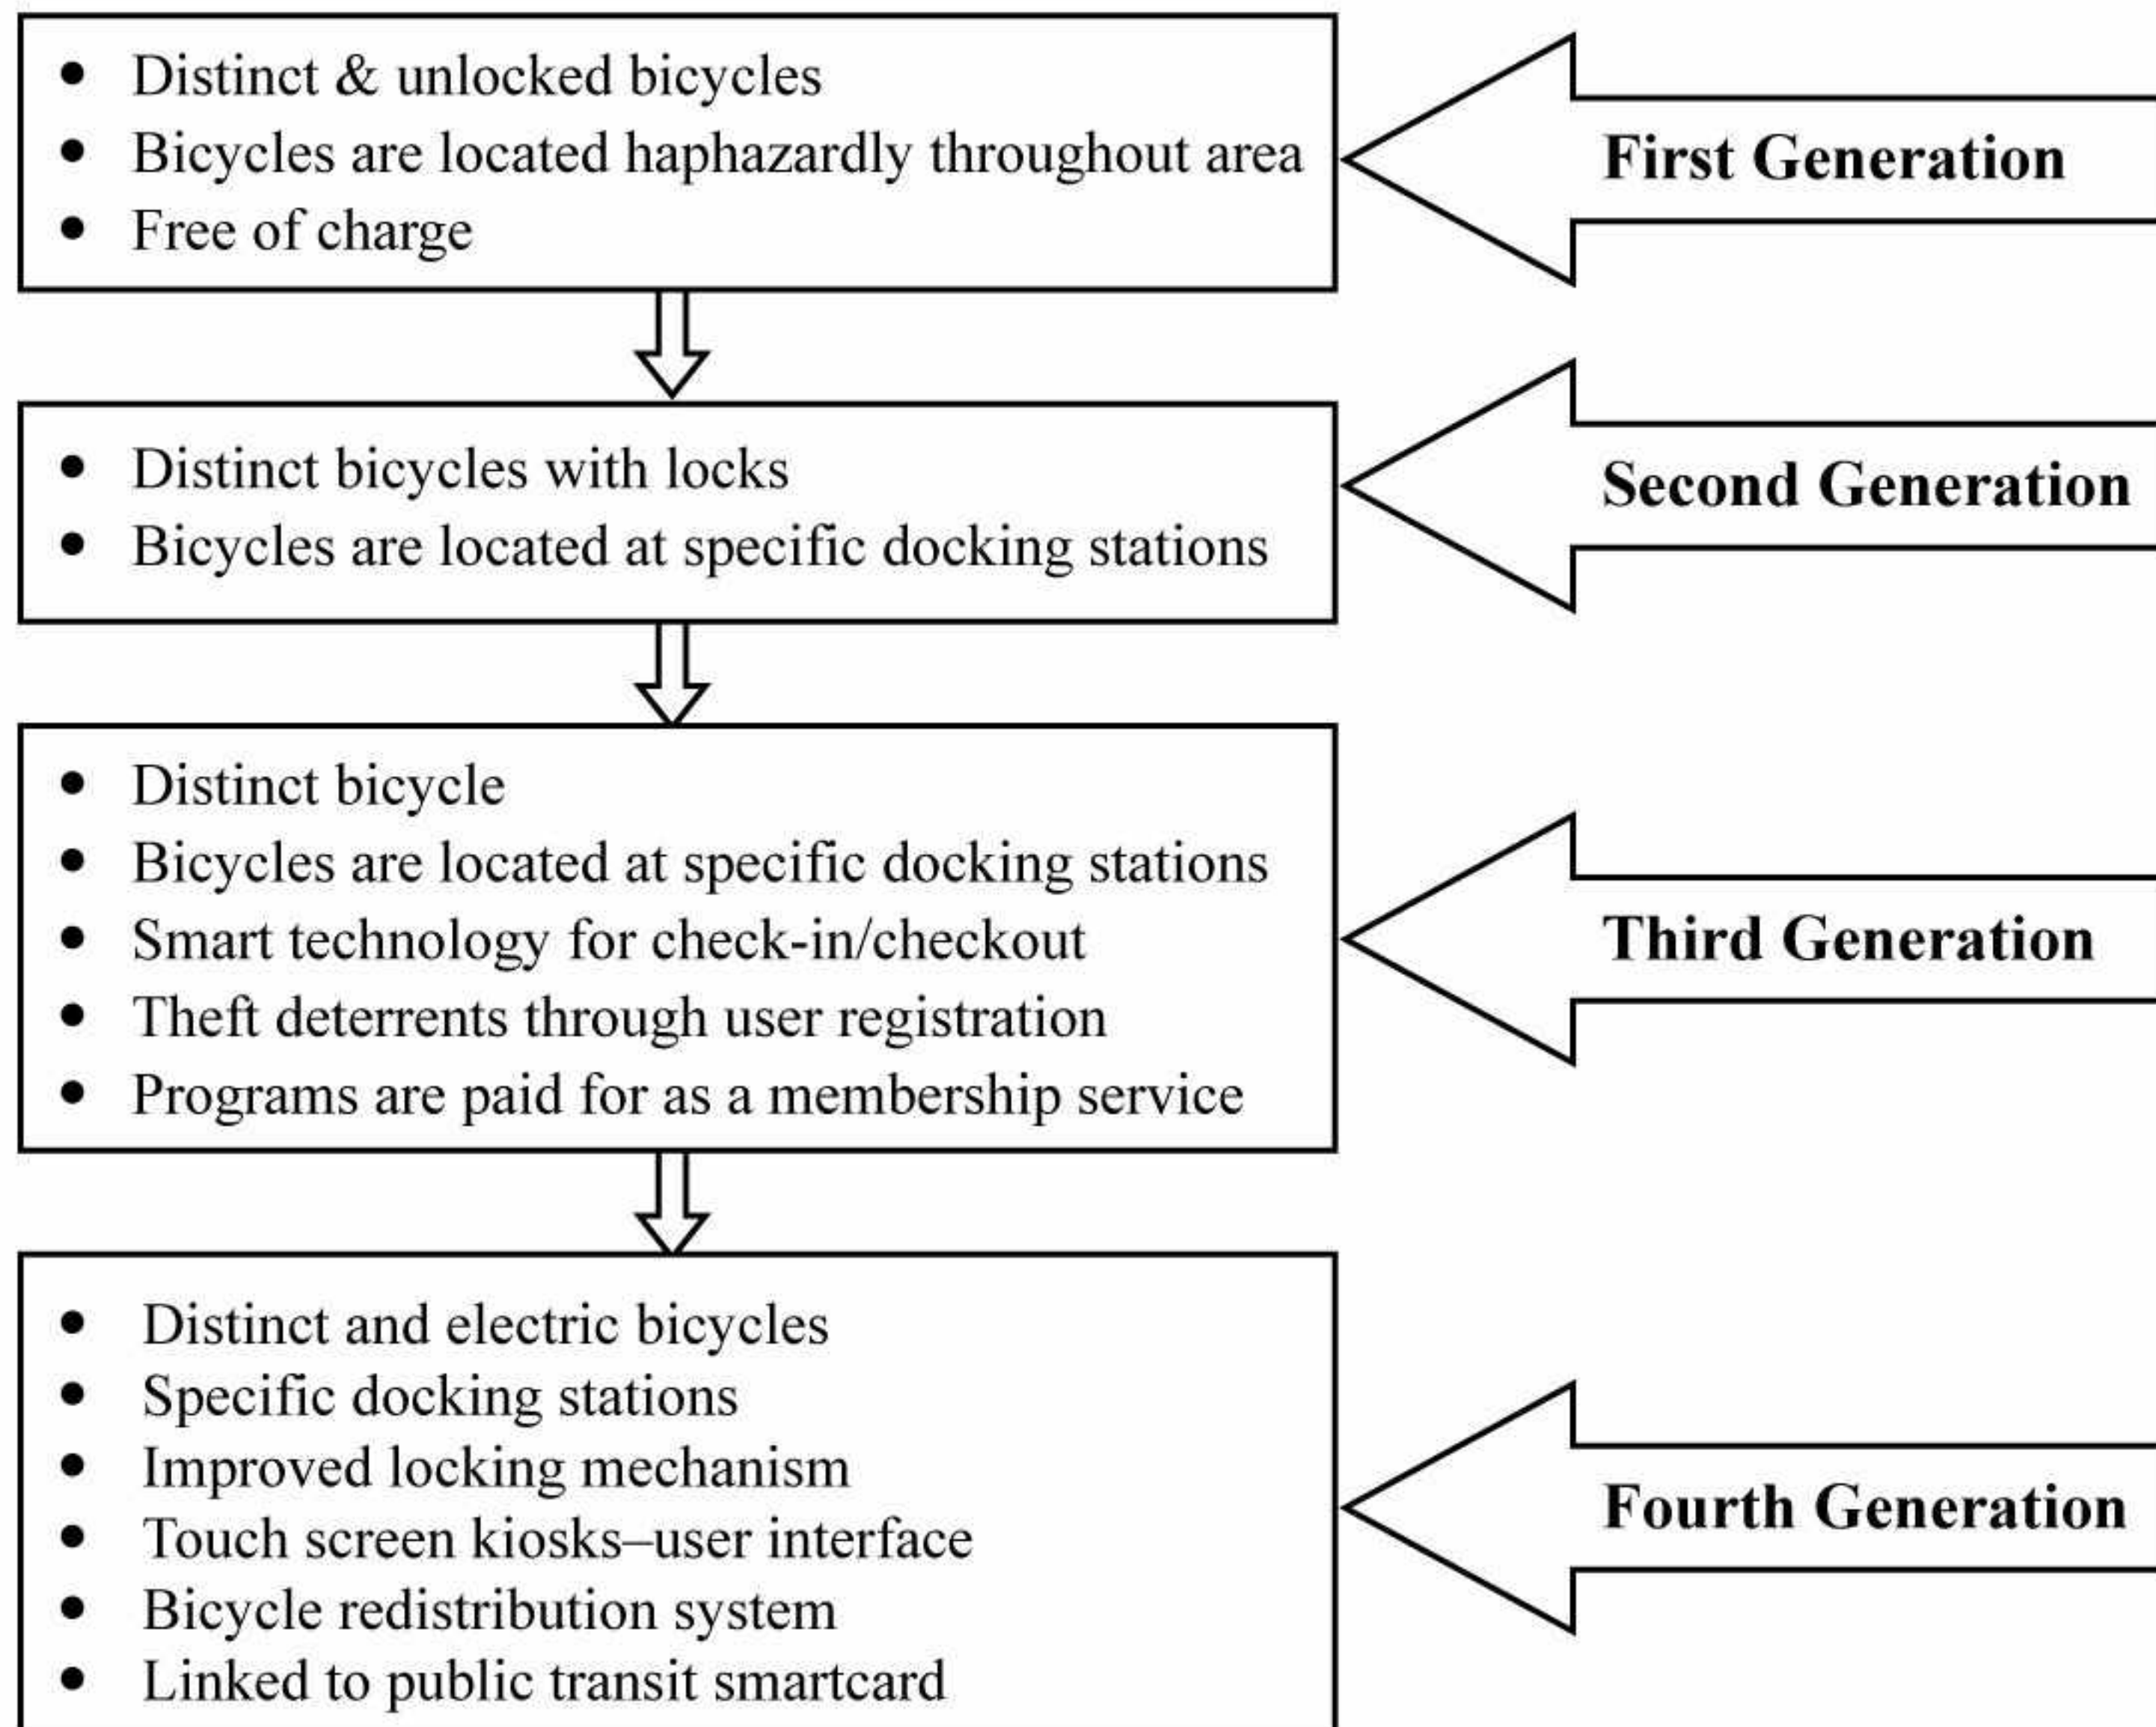 • Distinct & unlocked bicycles
• Bicycles are located haphazardly throughout area
• Free of charge
First Generation
• Distinct bicycles with locks
• Bicycles are located at specific docking stations
Second Generation
• Distinct bicycle
• Bicycles are located at specific docking stations
• Smart technology for check-in/checkout
• Theft deterrents through user registration
• Programs are paid for as a membership service
Third Generation
• Distinct and electric bicycles
• Specific docking stations
• Improved locking mechanism
• Touch screen kiosks–user interface
• Bicycle redistribution system
• Linked to public transit smartcard
Fourth Generation